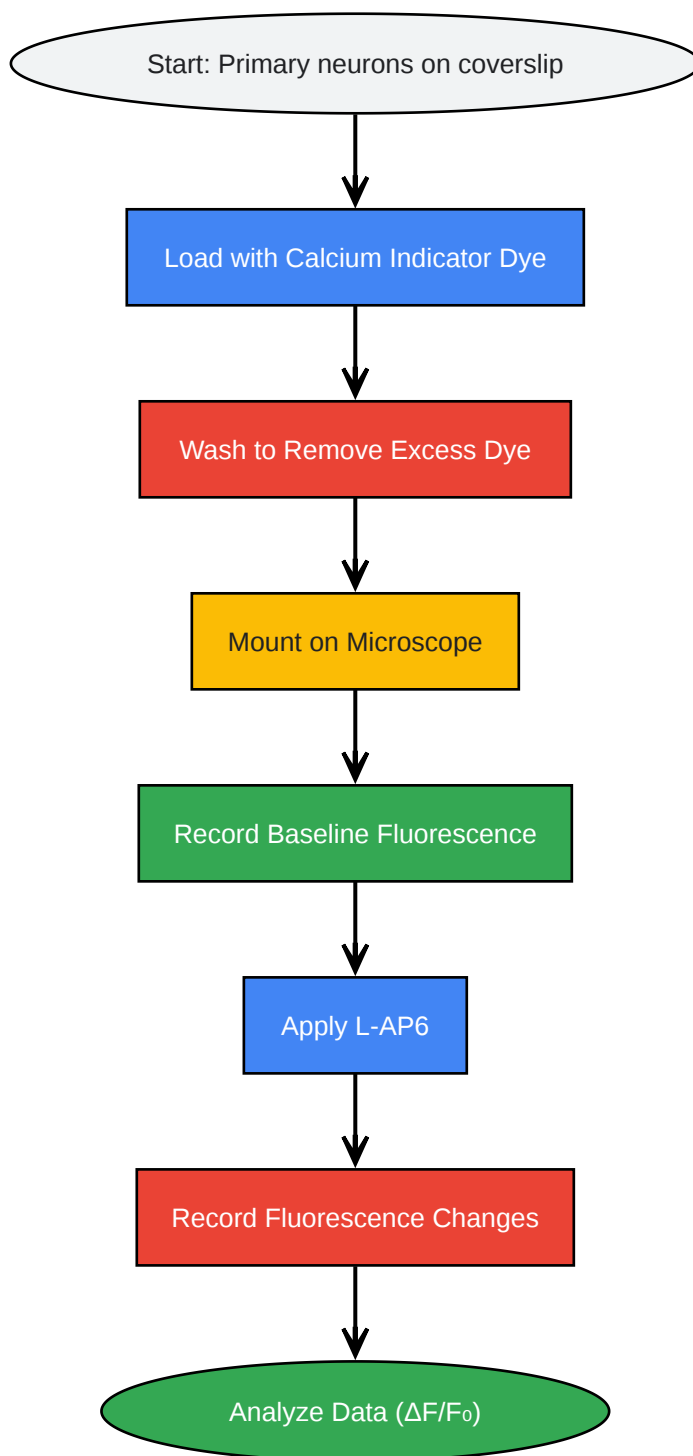 Start: Primary neurons on coverslip
Load with Calcium Indicator Dye
Wash to Remove Excess Dye
Mount on Microscope
Record Baseline Fluorescence
Apply L-AP6
Record Fluorescence Changes
Analyze Data (ΔF/F₀)